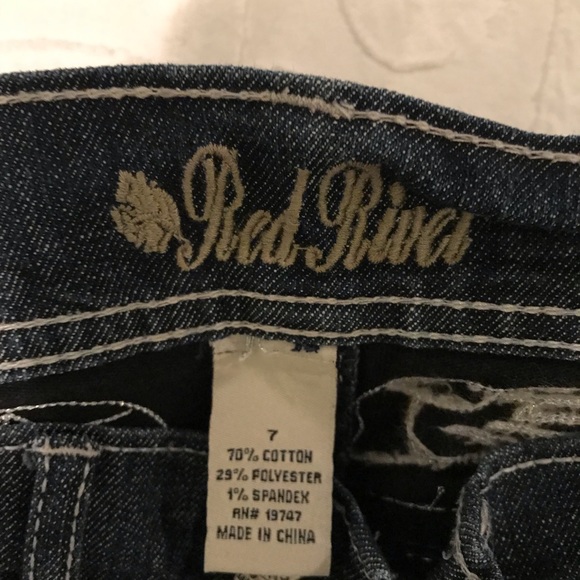 Red River
7
70% COTTON
29% POLYESTER
1% SPANDEX
RN# 19747
MADE IN CHINA